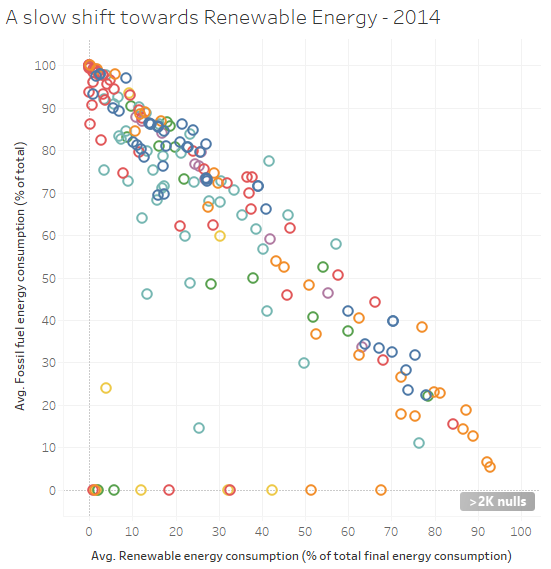 A slow shift towards Renewable Energy - 2014
Avg. Fossil fuel energy consumption (% of total)
100
90
80
70
60
50
40
30
20
10
0
>2K nulls
0 10 20 30 40 50 60 70 80 90 100
Avg. Renewable energy consumption (% of total final energy consumption)